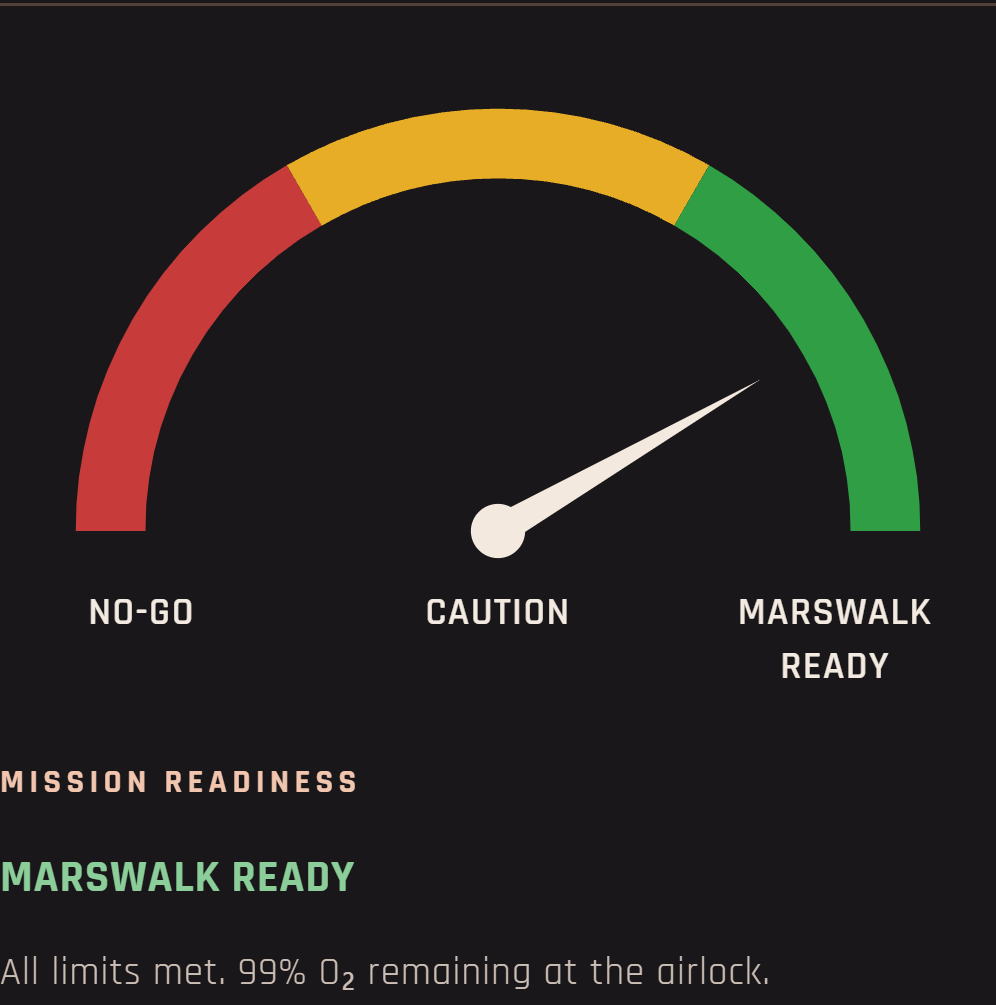 NO-GO
CAUTION
MARSWALK
READY
MISSION READINESS
MARSWALK READY
All limits met. 99% O₂ remaining at the airlock.